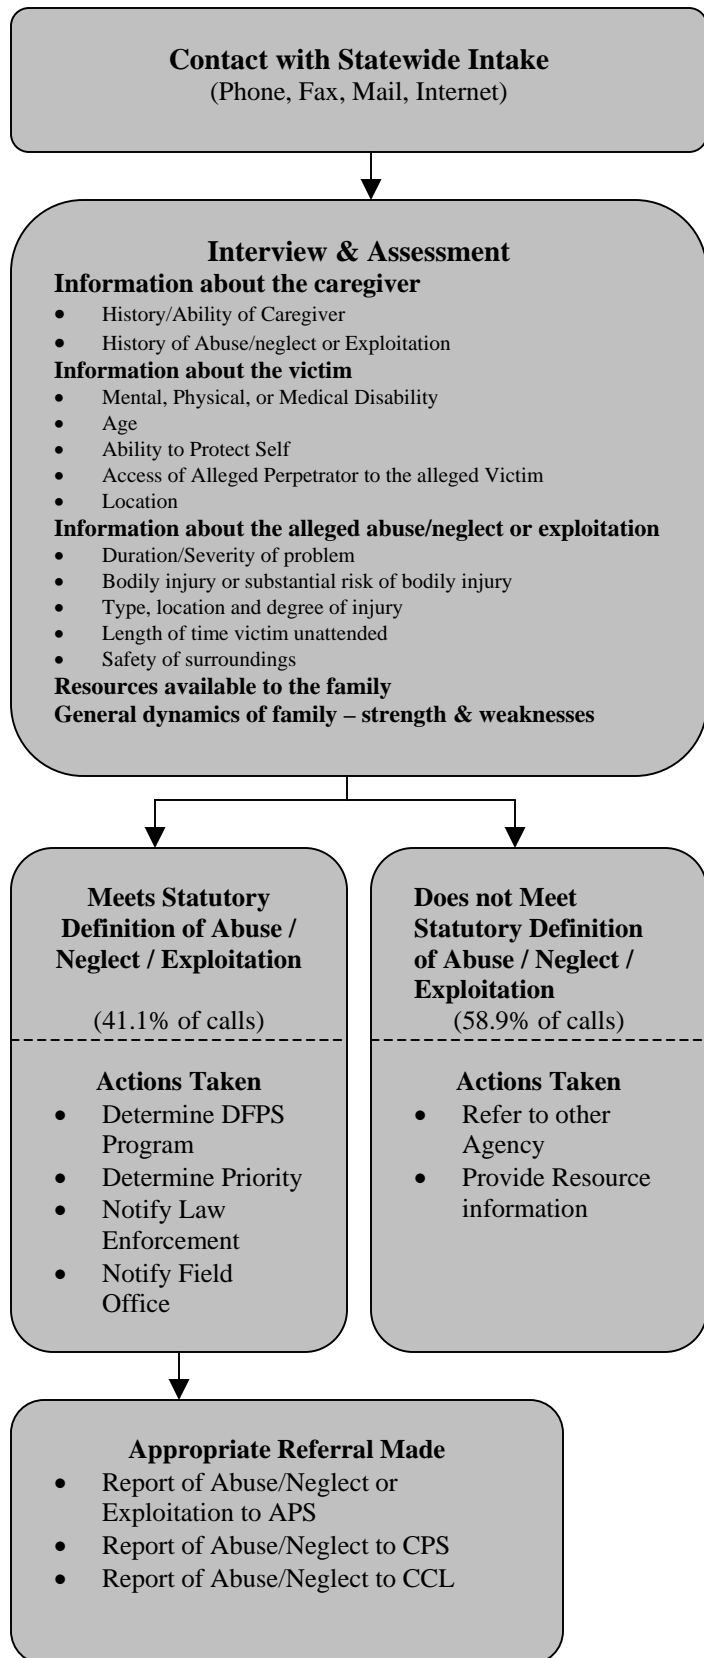 Contact with Statewide Intake
(Phone, Fax, Mail, Internet)
Interview & Assessment
Information about the caregiver
• History/Ability of Caregiver
• History of Abuse/neglect or Exploitation
Information about the victim
• Mental, Physical, or Medical Disability
• Age
• Ability to Protect Self
• Access of Alleged Perpetrator to the alleged Victim
• Location
Information about the alleged abuse/neglect or exploitation
• Duration/Severity of problem
• Bodily injury or substantial risk of bodily injury
• Type, location and degree of injury
• Length of time victim unattended
• Safety of surroundings
Resources available to the family
General dynamics of family – strength & weaknesses
Meets Statutory
Definition of Abuse /
Neglect / Exploitation
(41.1% of calls)
Actions Taken
• Determine DFPS
Program
• Determine Priority
• Notify Law
Enforcement
• Notify Field
Office
Does not Meet
Statutory Definition
of Abuse / Neglect /
Exploitation
(58.9% of calls)
Actions Taken
• Refer to other
Agency
• Provide Resource
information
Appropriate Referral Made
• Report of Abuse/Neglect or
Exploitation to APS
• Report of Abuse/Neglect to CPS
• Report of Abuse/Neglect to CCL